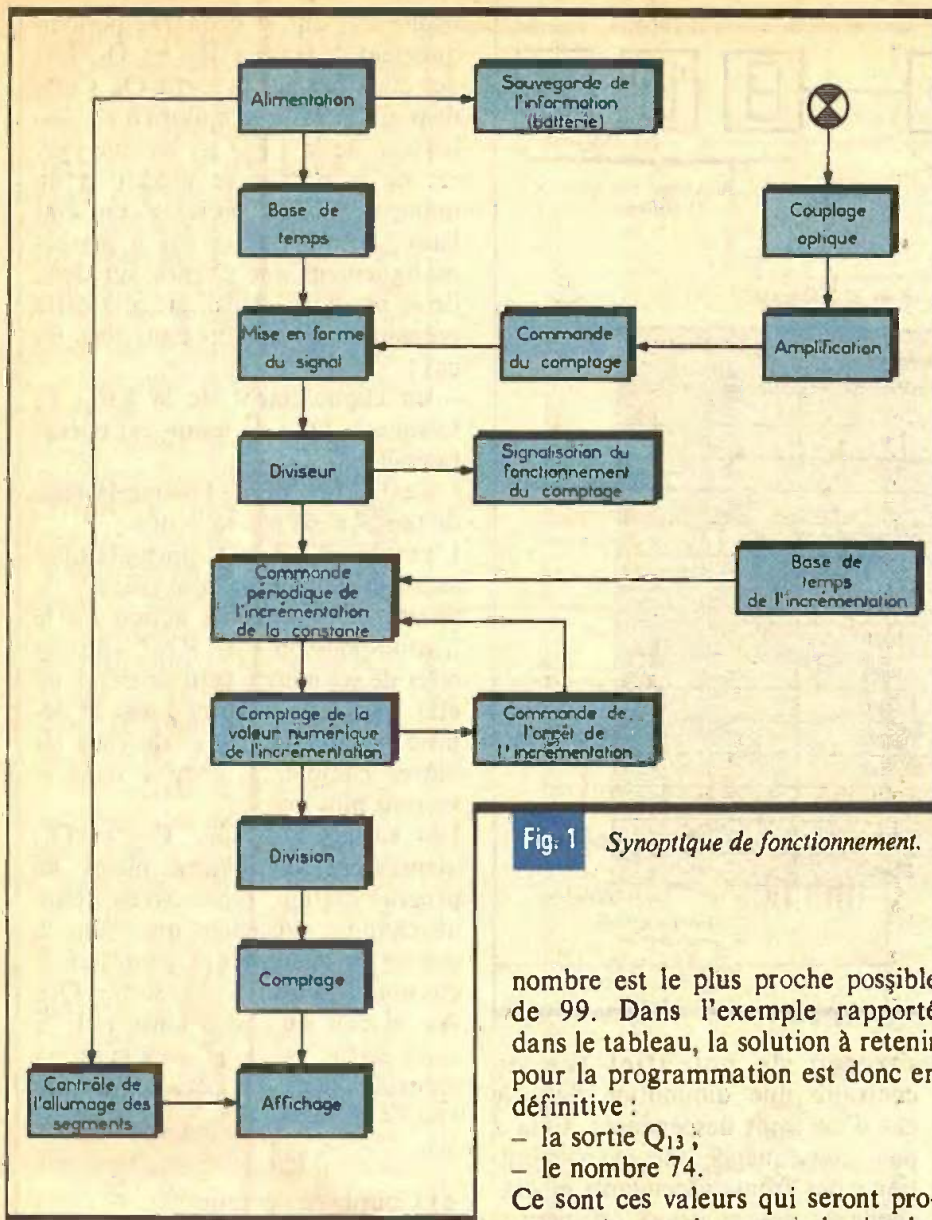 Alimentation
Sauvegarde de
l'information
(batterie)
Base de
temps
Couplage
optique
Mise en forme
du signal
Commande
du comptage
Amplification
Diviseur
Signalisation du
fonctionnement
du comptage
Commande
périodique de
l'incrémentation
de la constante
Base de
temps
de l'incrémentation
Comptage de la
valeur numérique
de l'incrémentation
Commande de
l'arrêt de
l'incrémentation
Division
Comptage
Contrôle de
l'allumage des
segments
Affichage
Fig. 1 Synoptique de fonctionnement.
nombre est le plus proche possible
de 99. Dans l'exemple rapporté
dans le tableau, la solution à retenir
pour la programmation est donc en
définitive :
– la sortie Q13 ;
– le nombre 74.
Ce sont ces valeurs qui seront pro-